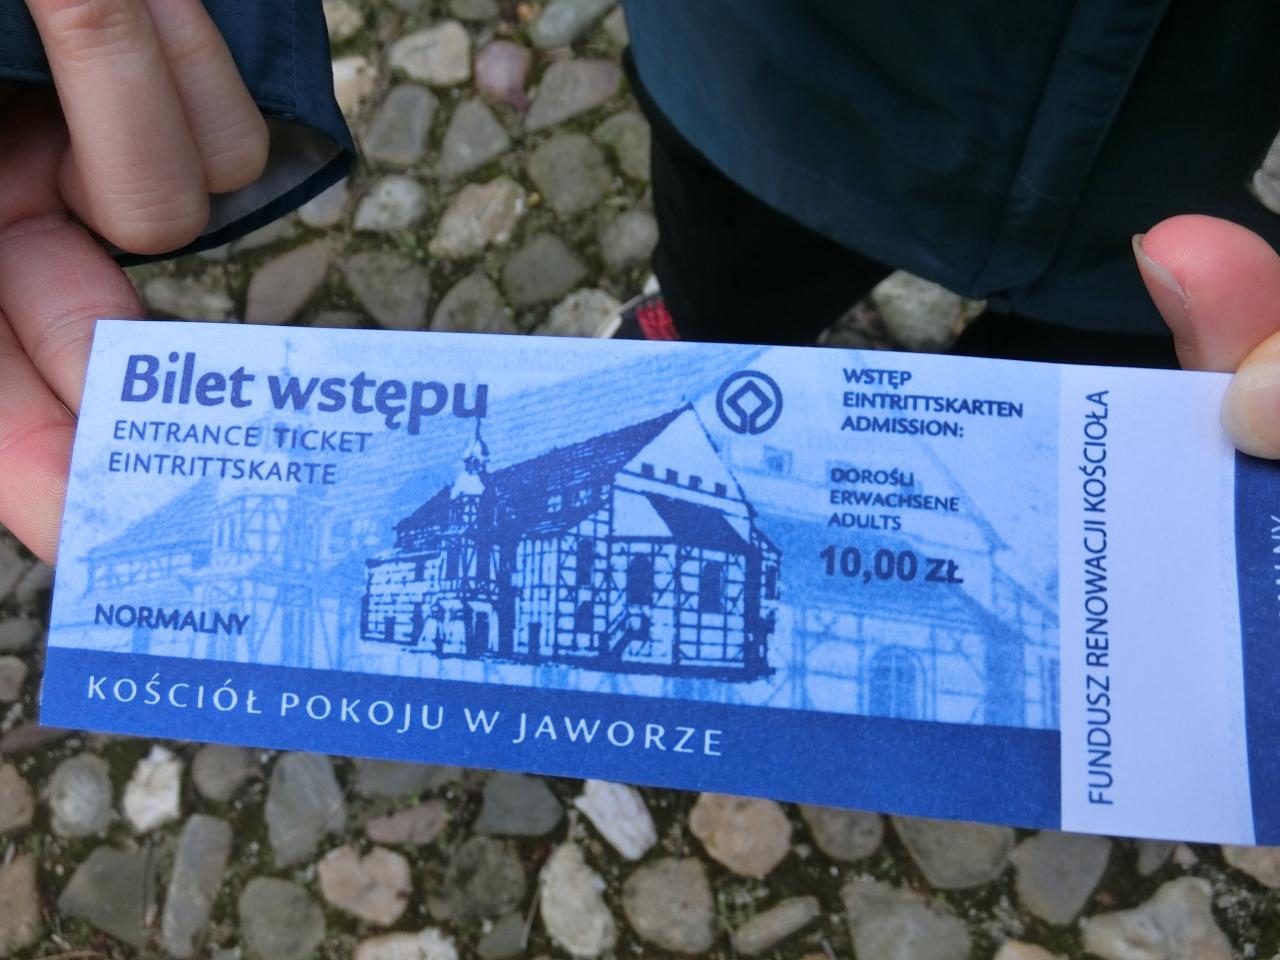 Bilet wstępu
ENTRANCE TICKET
EINTRITTSKARTE
NORMALNY
KOŚCIÓŁ POKOJU W JAWORZE
WSTĘP
EINTRITTSKARTEN
ADMISSION:
DOROŚLI
ERWACHSENE
ADULTS
10,00 ZŁ
FUNDUSZ RENOWACJI KOŚCIOŁA